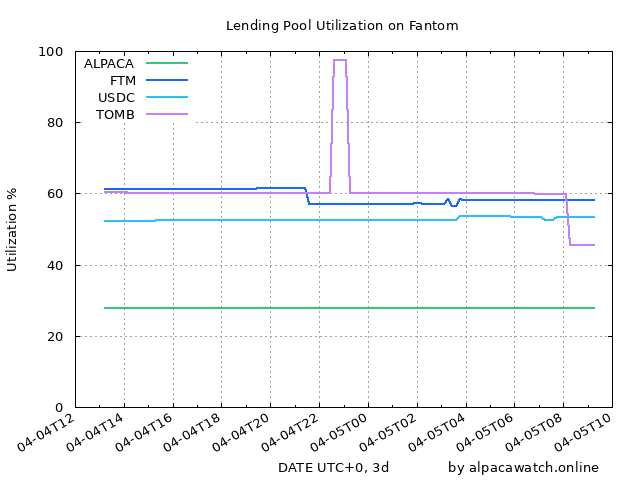 Lending Pool Utilization on Fantom
100
80
60
40
20
0
Utilization %
ALPACA
FTM
USDC
TOMB
04-04T12
04-04T14
04-04T16
04-04T18
04-04T20
04-04T22
04-05T00
04-05T02
04-05T04
04-05T06
04-05T08
04-05T10
DATE UTC+0, 3d
by alpacawatch.online